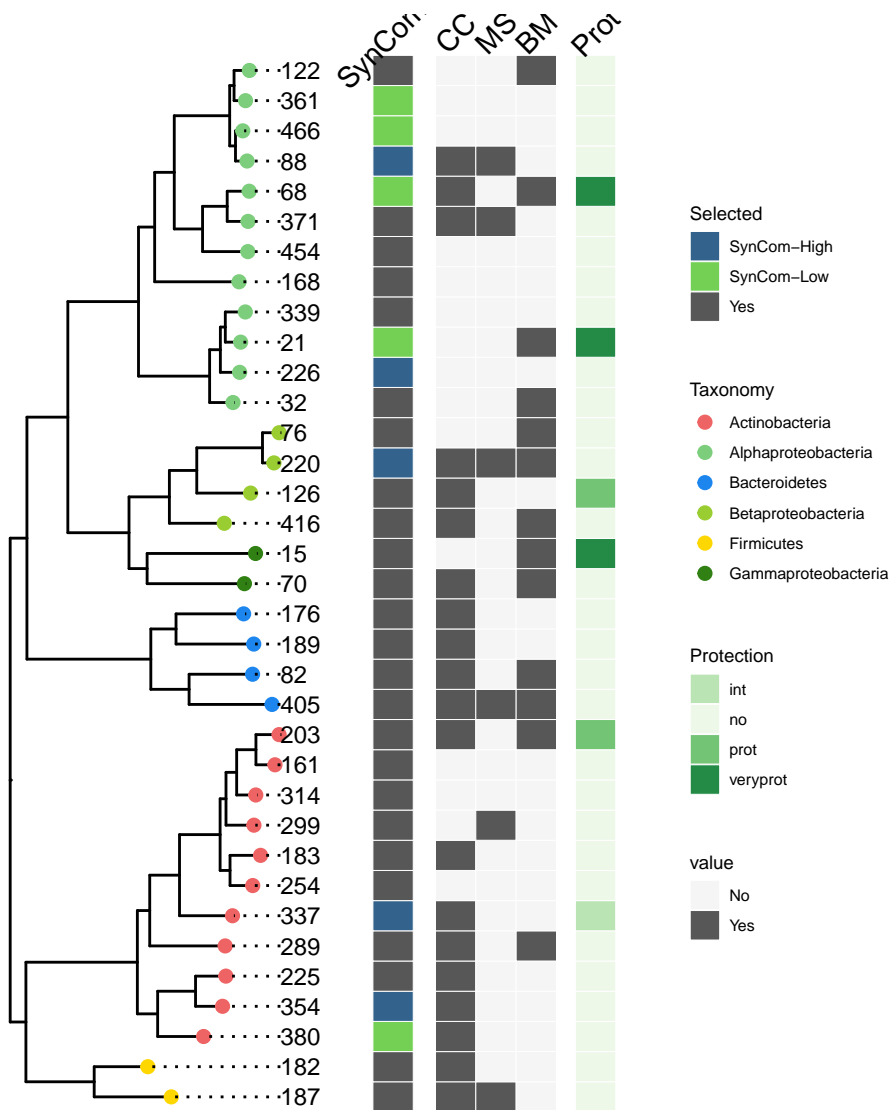 SynCom
CC
MS
BM
Prot
122
361
466
88
68
371
454
168
339
21
226
32
76
220
126
416
15
70
176
189
82
405
203
161
314
299
183
254
337
289
225
354
380
182
187
Selected
SynCom−High
SynCom−Low
Yes
Taxonomy
Actinobacteria
Alphaproteobacteria
Bacteroidetes
Betaproteobacteria
Firmicutes
Gammaproteobacteria
Protection
int
no
prot
veryprot
value
No
Yes